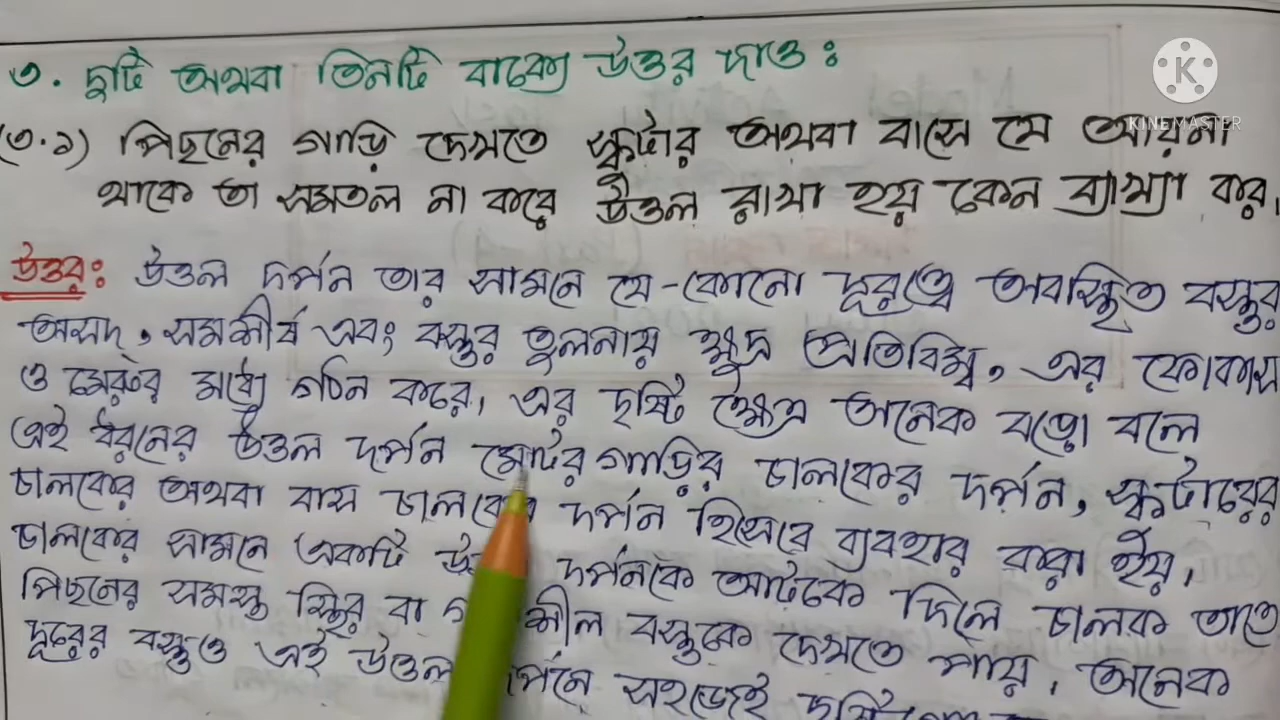 ৩. দুটি অথবা তিনটি বাক্যে উত্তর দাও :
K
KINEMASTER
(৩.১) পিছনের গাড়ি দেখতে স্কুটার অথবা বাসে যে আয়না
থাকে তা সমতল না করে উত্তল রাখা হয় কেন ব্যাখ্যা কর।
উত্তর: উত্তল দর্পন তার সামনে যে-কোনো দূরত্বে অবস্থিত বস্তুর
অসদ, সমশীর্ষ এবং বস্তুর তুলনায় ক্ষুদ্র প্রতিবিম্ব, এর ফোকাস
ও মেরুর মধ্যে গঠন করে, এর দৃষ্টি ক্ষেত্র অনেক বড়ো বলে
এই ধরনের উত্তল দর্পন মোটর গাড়ির চালকের দর্পন, স্কুটারের
চালকের অথবা বাস চালকের দর্পন হিসেবে ব্যবহার করা হয়,
চালকের সামনে একটি দর্পনকে আটকে দিলে চালক তাতে
পিছনের সমস্ত স্থির বা বস্তুকে দেখতে পায়, অনেক
দূরের বস্তুও এই উত্তল দর্পনে সহজেই